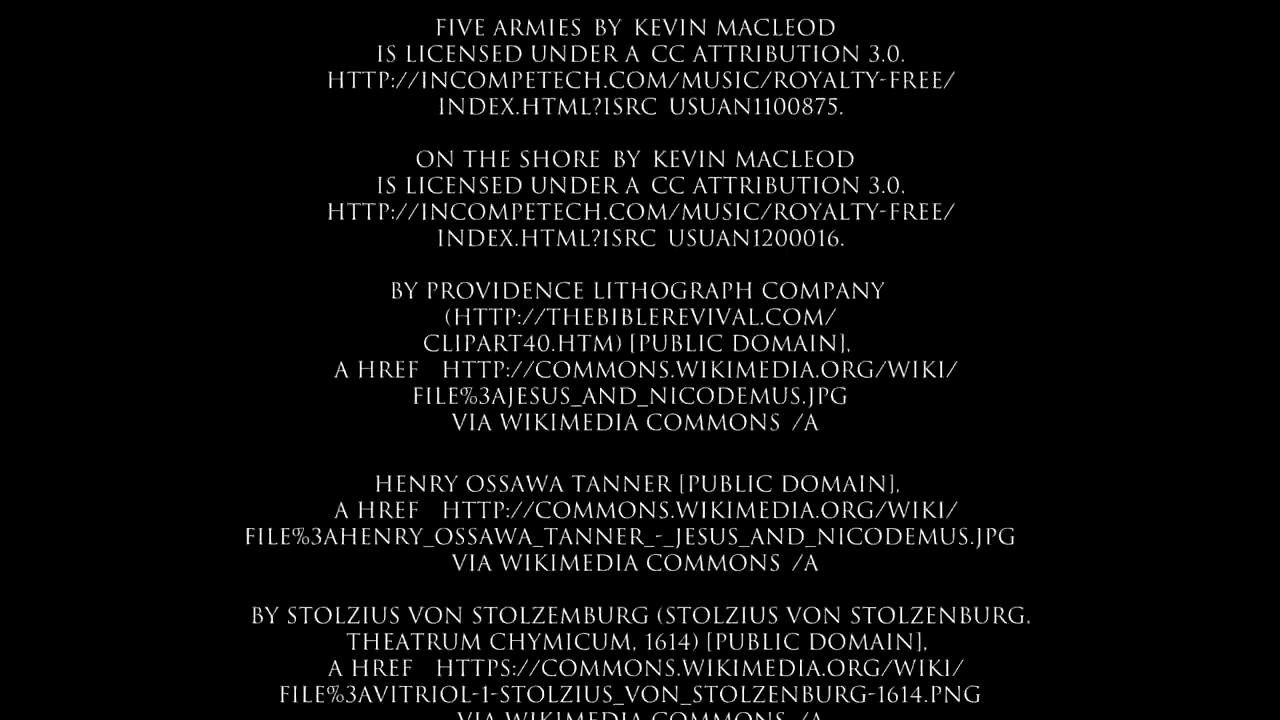 FIVE ARMIES BY KEVIN MACLEOD
IS LICENSED UNDER A CC ATTRIBUTION 3.0.
HTTP://INCOMPETECH.COM/MUSIC/ROYALTY-FREE/
INDEX.HTML?ISRC USUAN1100875.
ON THE SHORE BY KEVIN MACLEOD
IS LICENSED UNDER A CC ATTRIBUTION 3.0.
HTTP://INCOMPETECH.COM/MUSIC/ROYALTY-FREE/
INDEX.HTML?ISRC USUAN1200016.
BY PROVIDENCE LITHOGRAPH COMPANY
(HTTP://THEBIBLEREVIVAL.COM/
CLIPART40.HTM) [PUBLIC DOMAIN],
A HREF HTTP://COMMONS.WIKIMEDIA.ORG/WIKI/
FILE%3AJESUS_AND_NICODEMUS.JPG
VIA WIKIMEDIA COMMONS /A
HENRY OSSAWA TANNER [PUBLIC DOMAIN],
A HREF HTTP://COMMONS.WIKIMEDIA.ORG/WIKI/
FILE%3AHENRY_OSSAWA_TANNER_-_JESUS_AND_NICODEMUS.JPG
VIA WIKIMEDIA COMMONS /A
BY STOLZIUS VON STOLZEMBURG (STOLZIUS VON STOLZENBURG,
THEATRUM CHYMICUM, 1614) [PUBLIC DOMAIN],
A HREF HTTPS://COMMONS.WIKIMEDIA.ORG/WIKI/
FILE%3AVITRIOL-1-STOLZIUS_VON_STOLZENBURG-1614.PNG
VIA WIKIMEDIA COMMONS /A